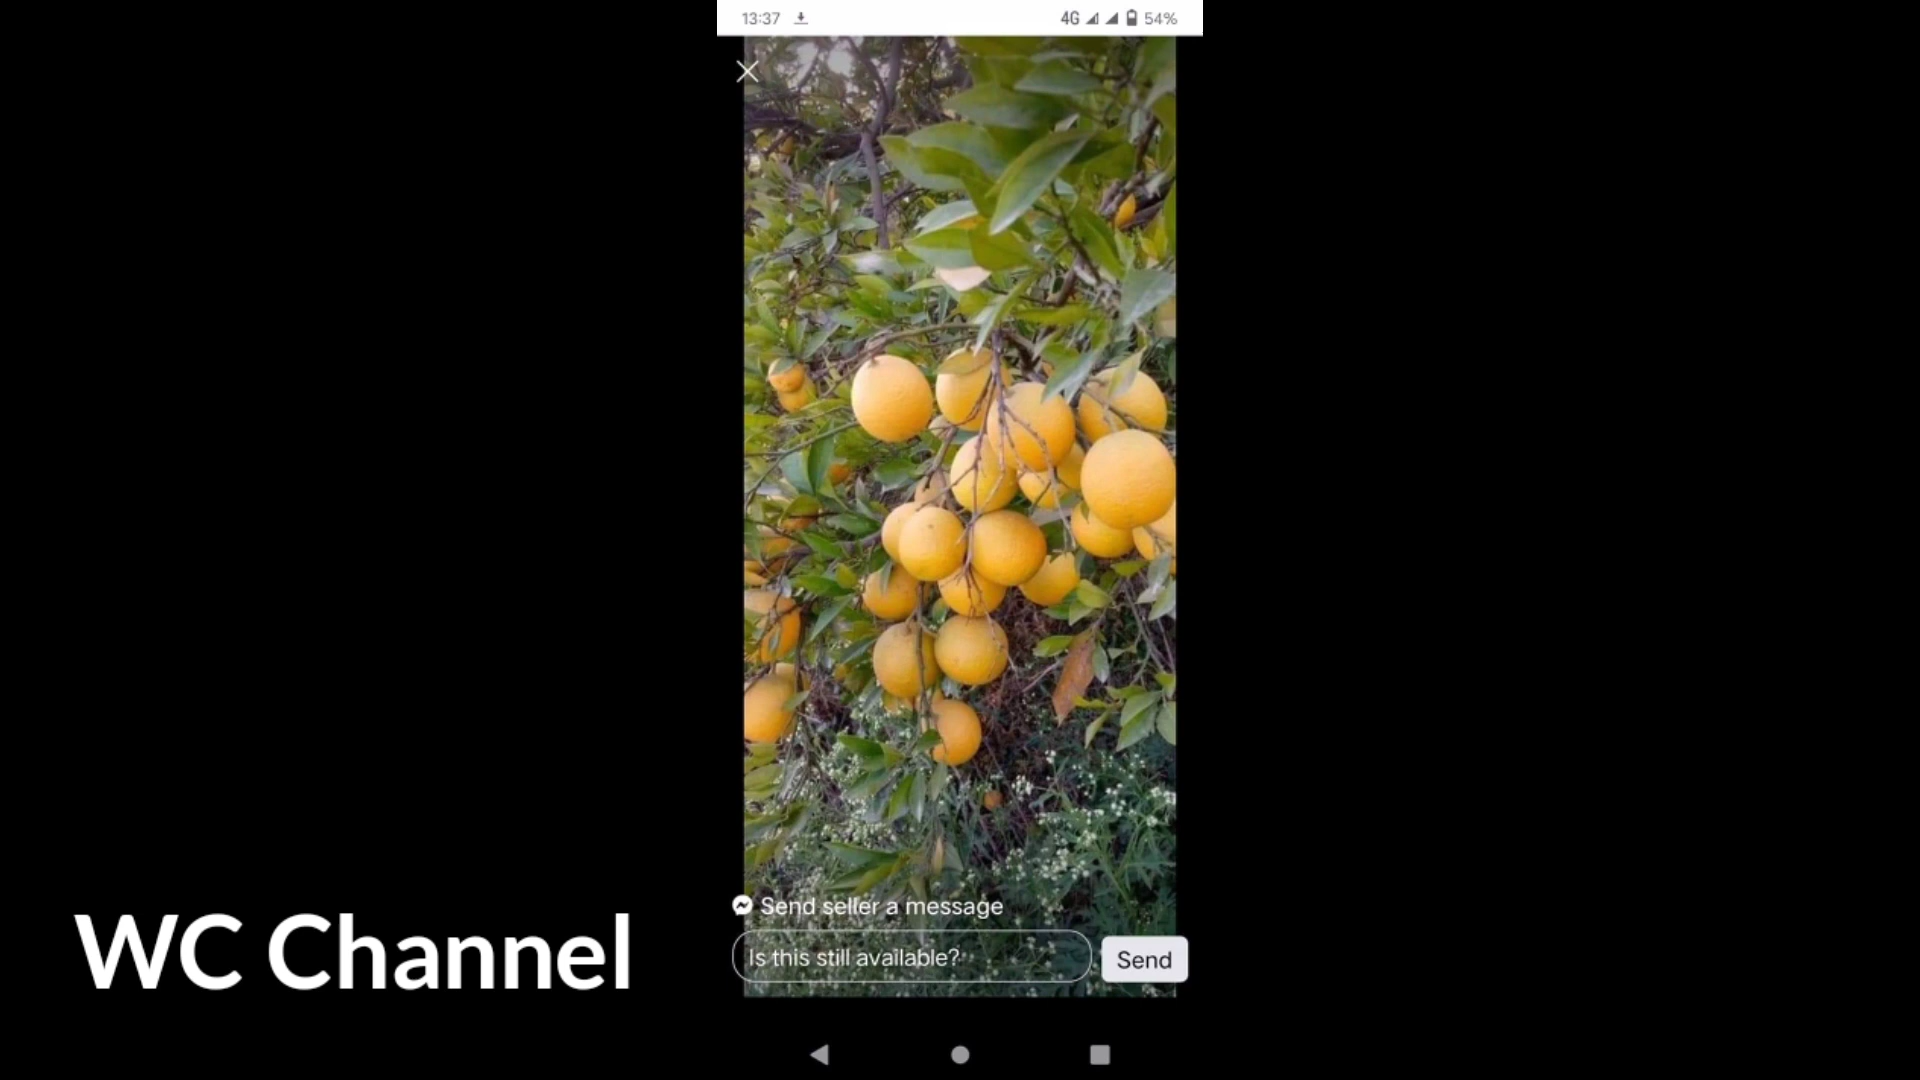 13:37
4G 54%
Send seller a message
Is this still available?
Send
WC Channel